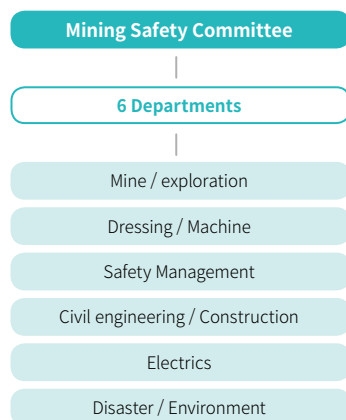 Mining Safety Committee
6 Departments
Mine / exploration
Dressing / Machine
Safety Management
Civil engineering / Construction
Electrics
Disaster / Environment